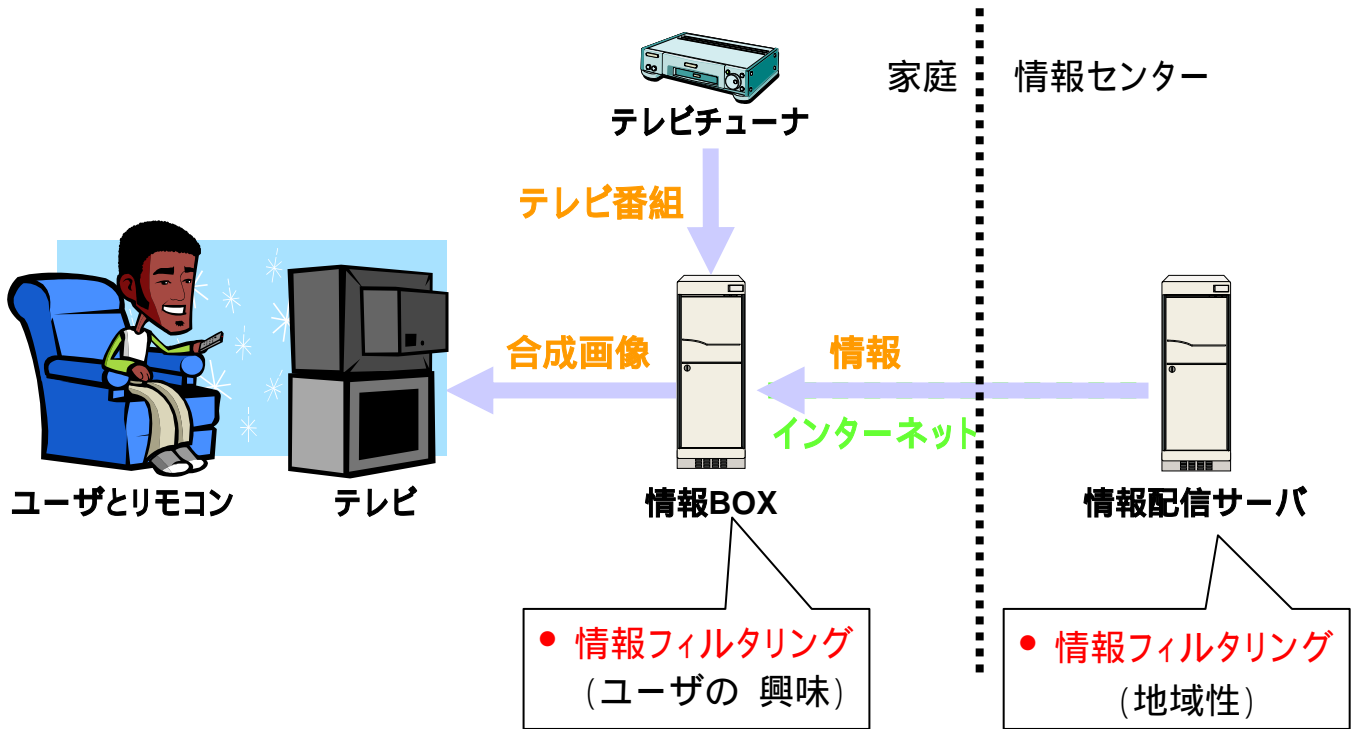 家庭
情報センター
テレビチューナ
テレビ番組
合成画像
情報
インターネット
ユーザとリモコン
テレビ
情報BOX
情報配信サーバ
• 情報フィルタリング
(ユーザの 興味)
• 情報フィルタリング
(地域性)